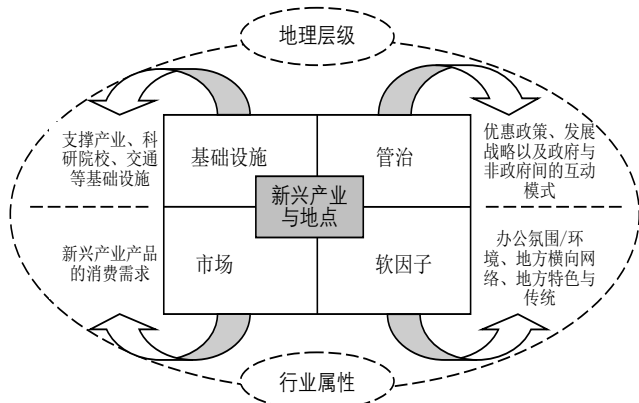 地理层级
支撑产业、科
研院校、交通
等基础设施
基础设施
管治
优惠政策、发展
战略以及政府与
非政府间的互动
模式
新兴产业
与地点
新兴产业产品
的消费需求
市场
软因子
办公氛围/环
境、地方横向网
络、地方特色与
传统
行业属性